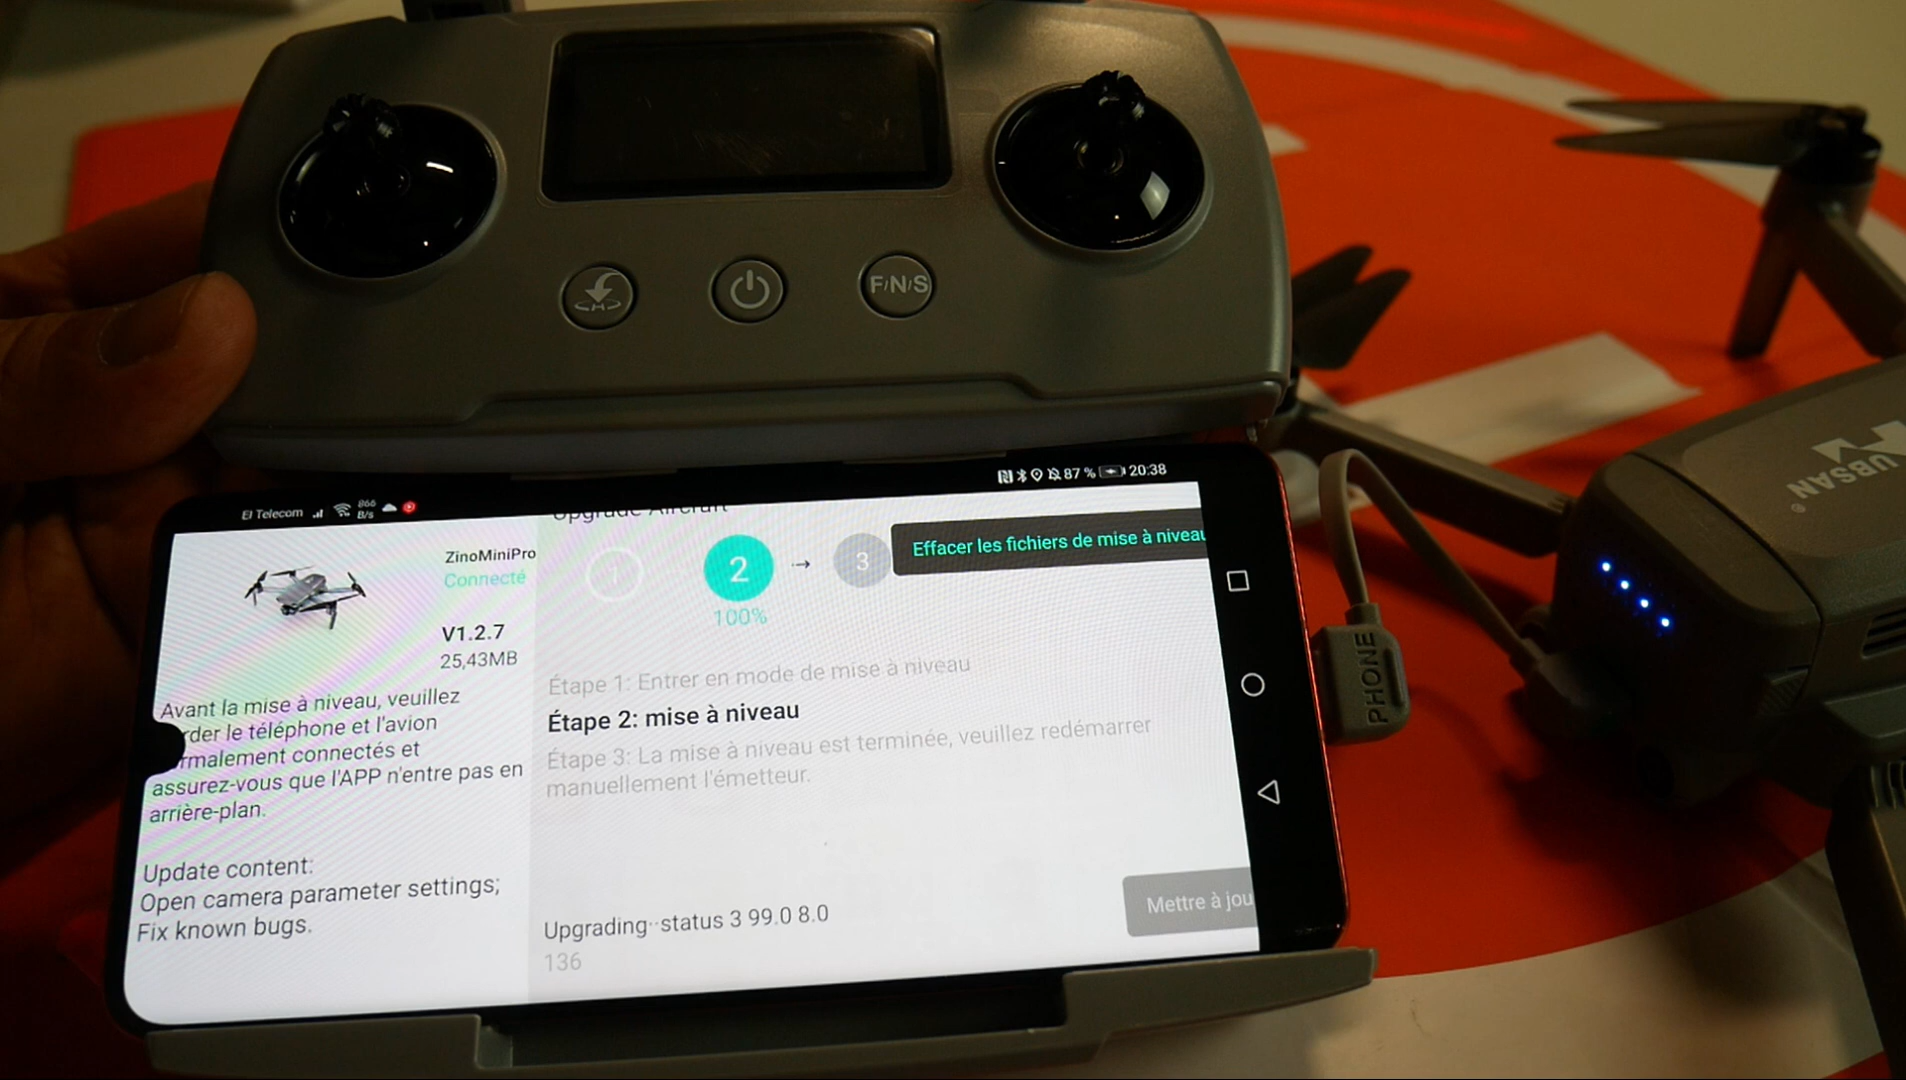 F/N/S
El Telecom
866
B/s
87 %
20:38
Upgrade Aircraft
ZinoMiniPro
Connecté
V1.2.7
25,43MB
1
2
→
3
100%
Effacer les fichiers de mise à niveau
Avant la mise à niveau, veuillez
rder le téléphone et l'avion
rmalement connectés et
assurez-vous que l'APP n'entre pas en
arrière-plan.
Update content:
Open camera parameter settings;
Fix known bugs.
Étape 1: Entrer en mode de mise à niveau
Étape 2: mise à niveau
Étape 3: La mise à niveau est terminée, veuillez redémarrer
manuellement l'émetteur.
Upgrading··status 3 99.0 8.0
136
Mettre à jou
PHONE
UBSAN